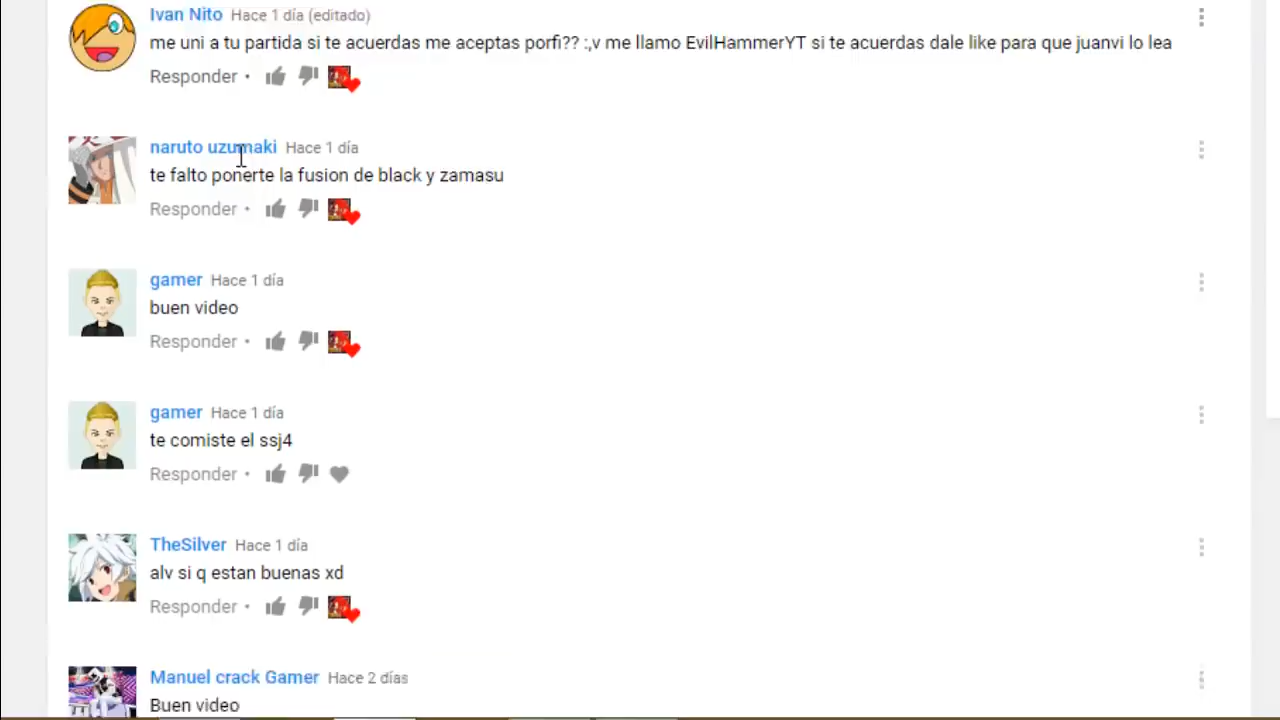 Ivan Nito Hace 1 día (editado)
me uni a tu partida si te acuerdas me aceptas porfi?? :,v me llamo EvilHammerYT si te acuerdas dale like para que juanvi lo lea
Responder •
naruto uzumaki Hace 1 día
te falto ponerte la fusion de black y zamasu
Responder •
gamer Hace 1 día
buen video
Responder •
gamer Hace 1 día
te comiste el ssj4
Responder •
TheSilver Hace 1 día
alv si q estan buenas xd
Responder •
Manuel crack Gamer Hace 2 días
Buen video